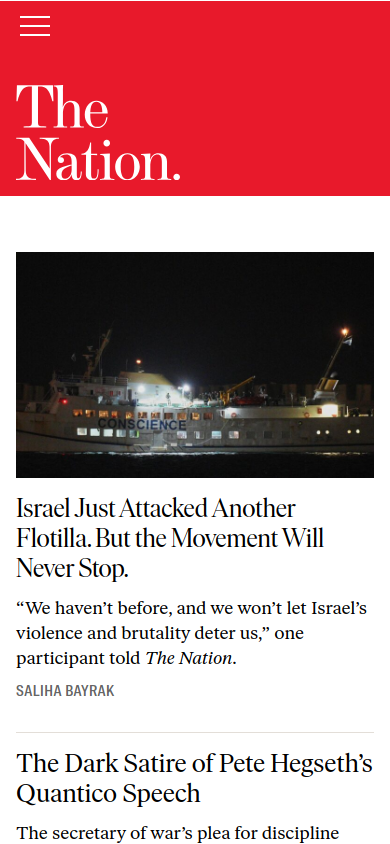 The
Nation.
CONSCIENCE
Israel Just Attacked Another
Flotilla. But the Movement Will
Never Stop.
“We haven’t before, and we won’t let Israel’s
violence and brutality deter us,” one
participant told The Nation.
SALIHA BAYRAK
The Dark Satire of Pete Hegseth’s
Quantico Speech
The secretary of war’s plea for discipline